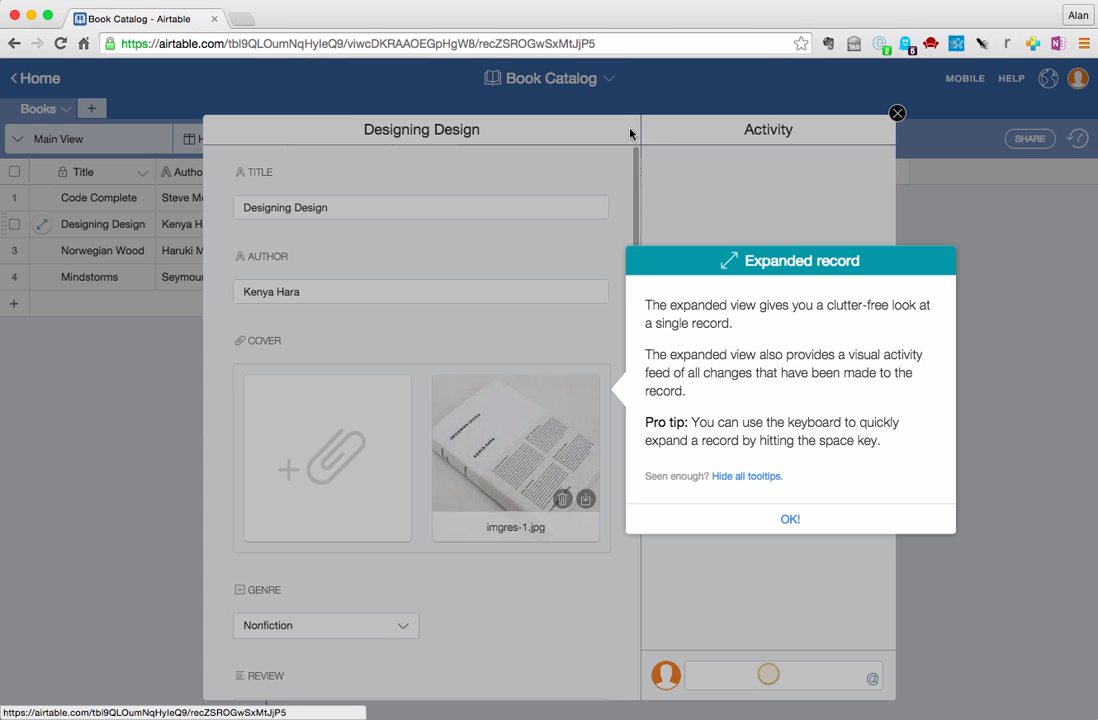 Book Catalog - Airtable
Alan
https://airtable.com/tbl9QLOumNqHyIeQ9/viwcDKRAAOEGpHgW8/recZSROGwSxMtJjP5
2
5
Home
Book Catalog
MOBILE
HELP
Books
+
Main View
H
SHARE
Title
Autho
1
Code Complete
Steve Mc
Designing Design
Kenya H
3
Norwegian Wood
Haruki M
4
Mindstorms
Seymou
+
Designing Design
Activity
TITLE
Designing Design
AUTHOR
Kenya Hara
COVER
imgres-1.jpg
GENRE
Nonfiction
REVIEW
Expanded record
The expanded view gives you a clutter-free look at
a single record.
The expanded view also provides a visual activity
feed of all changes that have been made to the
record.
Pro tip: You can use the keyboard to quickly
expand a record by hitting the space key.
Seen enough? Hide all tooltips.
OK!
@
https://airtable.com/tbl9QLOumNqHyIeQ9/recZSROGwSxMtJjP5